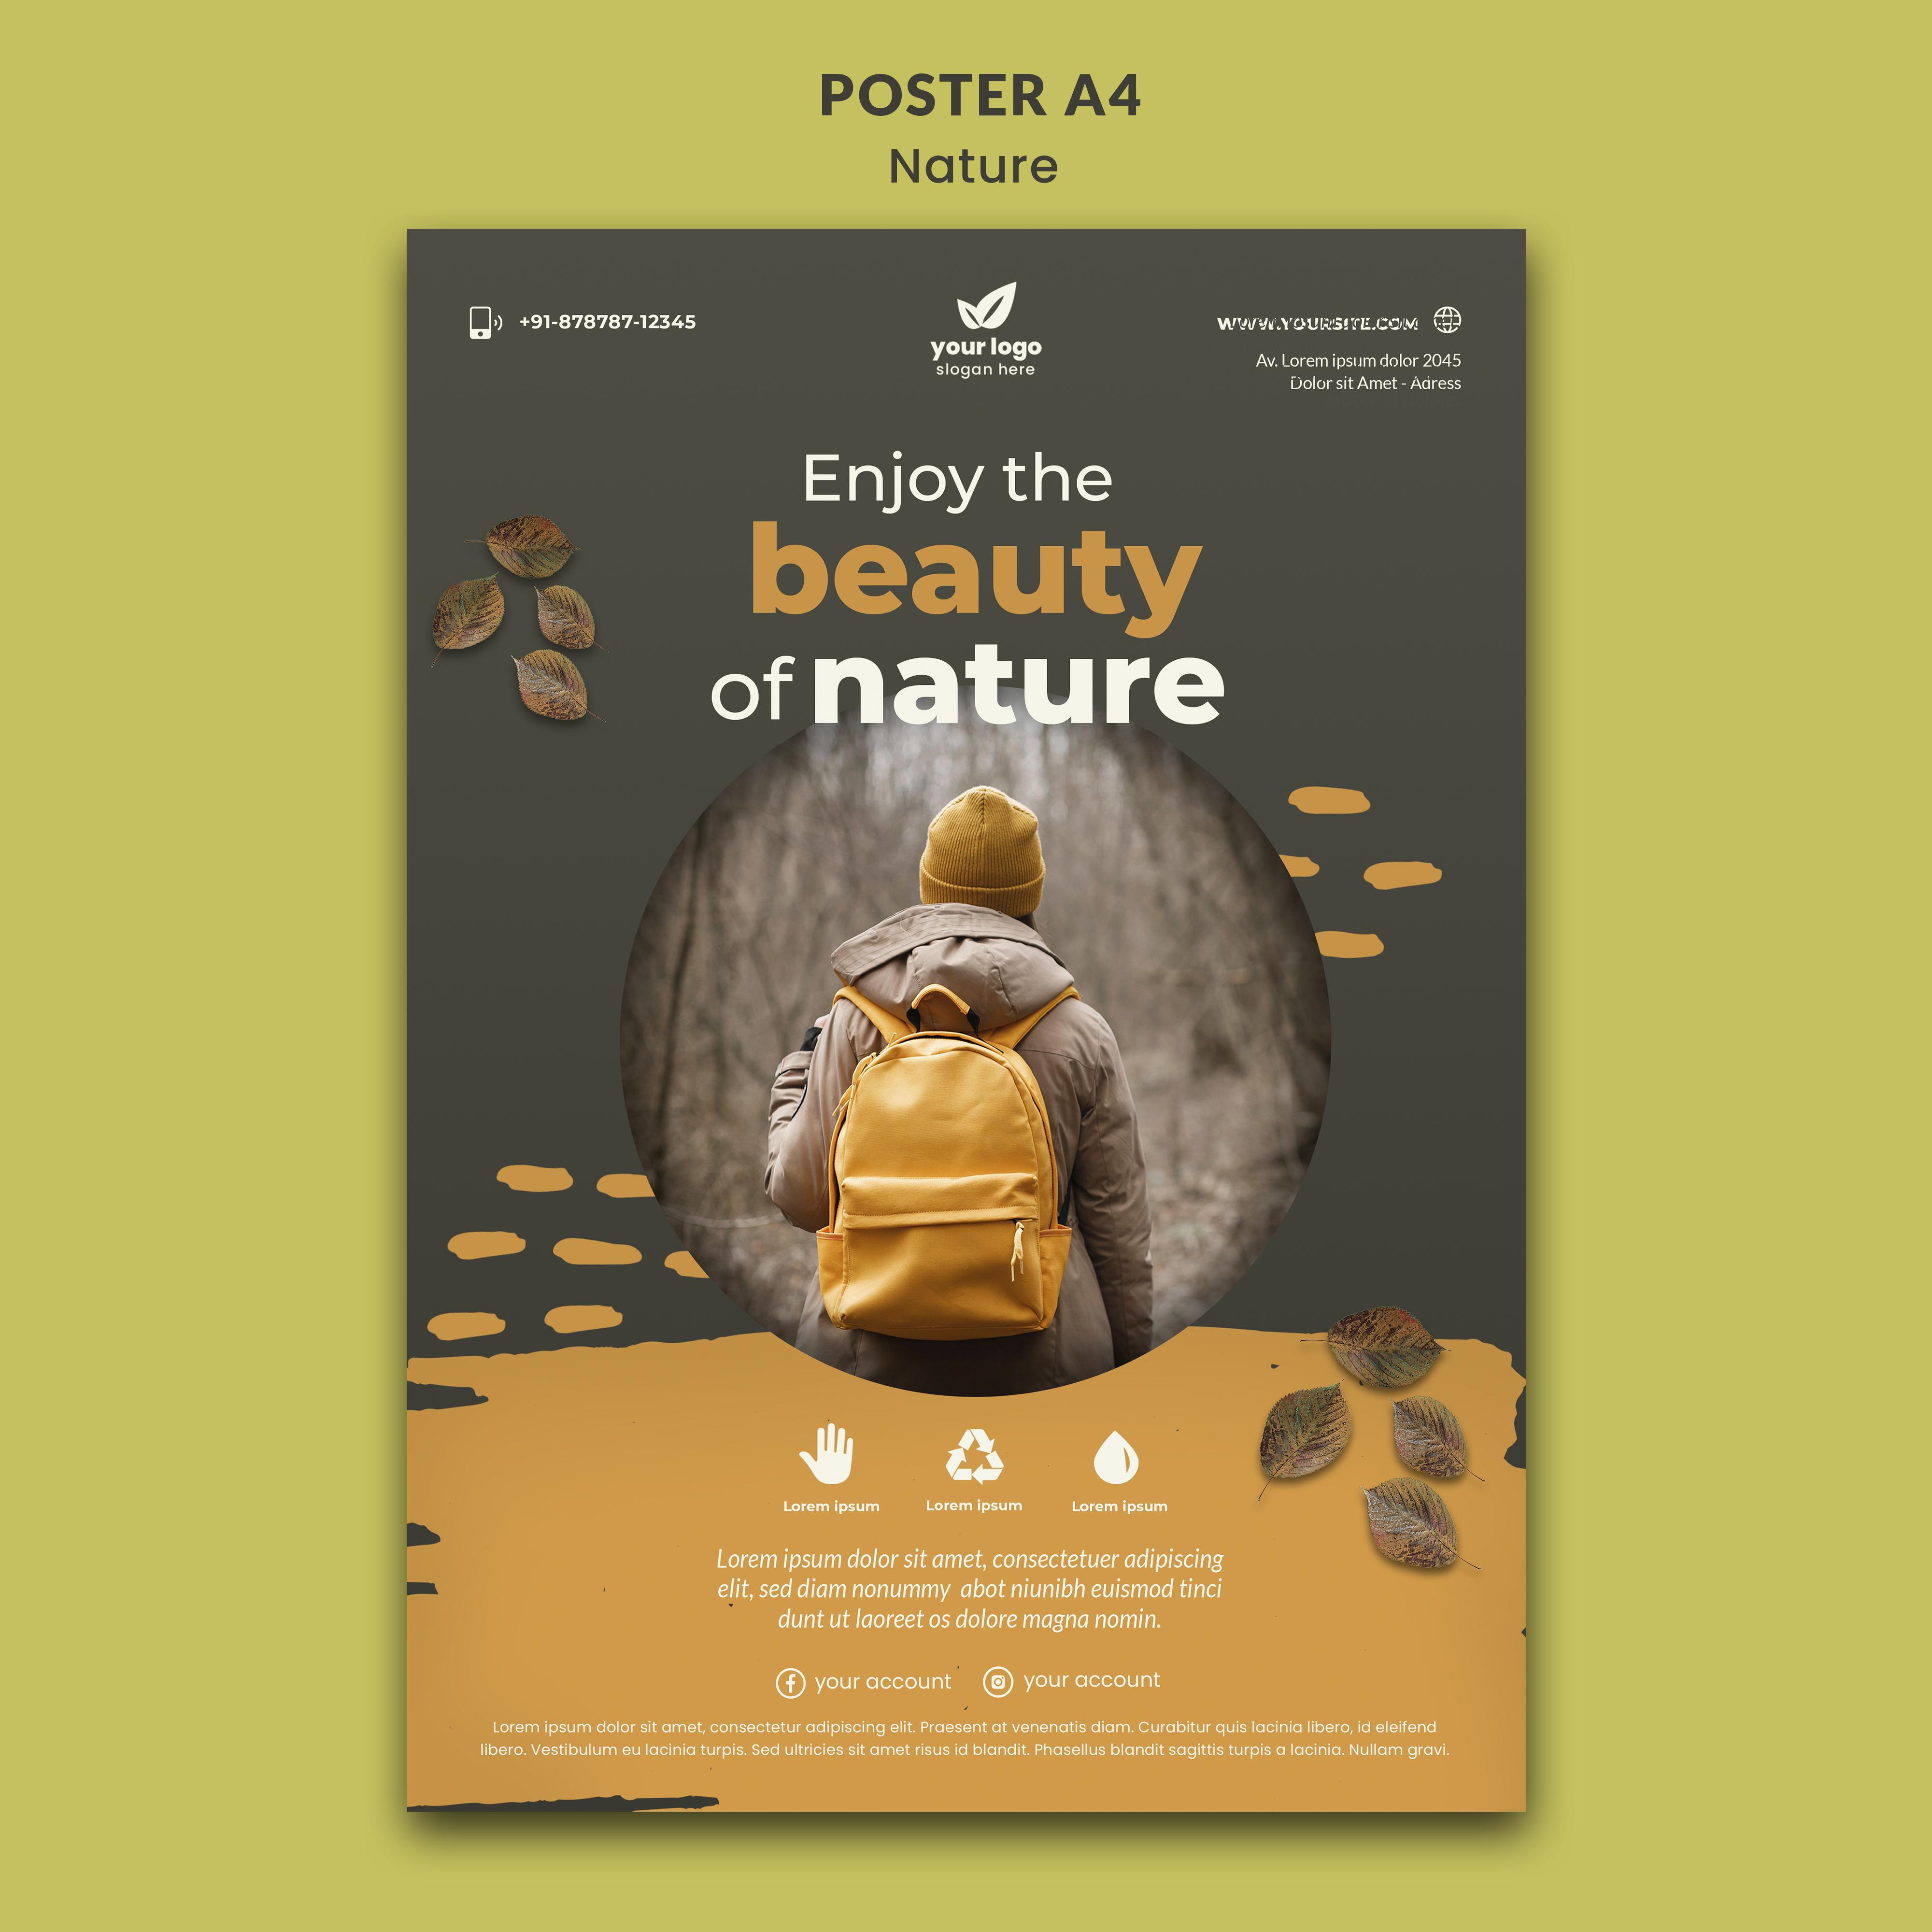 POSTER A4
Nature
+91-878787-12345
your logo
slogan here
Av. Lorem ipsum dolor 2045
Dolor sit Amet - Adress
Enjoy the
beauty
of nature
Lorem ipsum
Lorem ipsum
Lorem ipsum
Lorem ipsum dolor sit amet, consectetuer adipiscing
elit, sed diam nonummy abot niunibh euismod tinci
dunt ut laoreet os dolore magna nomin.
your account
your account
Lorem ipsum dolor sit amet, consectetur adipiscing elit. Praesent at venenatis diam. Curabitur quis lacinia libero, id eleifend
libero. Vestibulum eu lacinia turpis. Sed ultricies sit amet risus id blandit. Phasellus blandit sagittis turpis a lacinia. Nullam gravi.